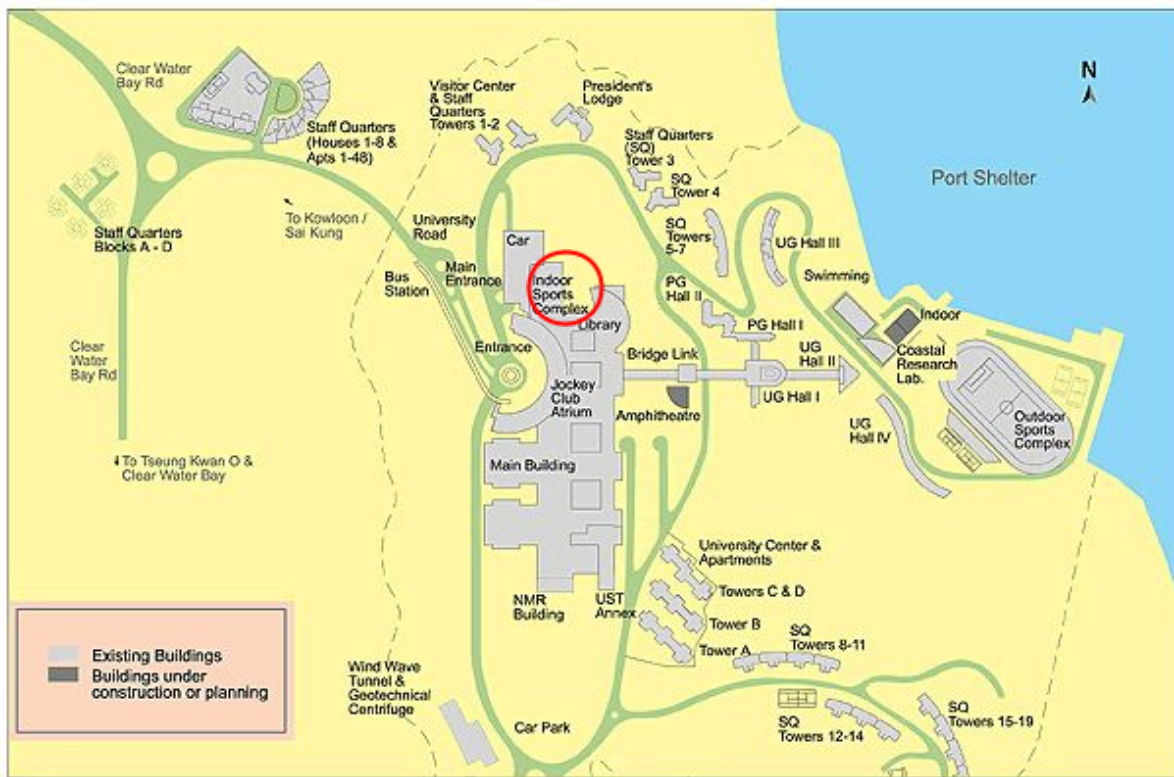 Clear Water
Bay Rd
Visitor Center
& Staff
Quarters
Towers 1-2
President's
Lodge
N
Staff Quarters
(Houses 1-8 &
Apts 1-48)
Staff Quarters
(SQ)
Tower 3
SQ
Tower 4
Port Shelter
To Kowloon /
Sai Kung
University
Road
Staff Quarters
Blocks A - D
Car
SQ
Towers
5-7
UG Hall III
Bus
Station
Main
Entrance
Indoor
Sports
Complex
PG
Hall II
Swimming
Library
PG Hall I
Indoor
Clear
Water
Bay Rd
Entrance
Bridge Link
UG
Hall II
Coastal
Research
Lab.
Jockey
Club
Atrium
Amphitheatre
UG Hall I
UG
Hall IV
Outdoor
Sports
Complex
To Tseung Kwan O &
Clear Water Bay
Main Building
University Center &
Apartments
Towers C & D
NMR
Building
UST
Annex
Tower B
Tower A
SQ
Towers 8-11
Existing Buildings
Buildings under
construction or planning
Wind Wave
Tunnel &
Geotechnical
Centrifuge
Car Park
SQ
Towers 12-14
SQ
Towers 15-19